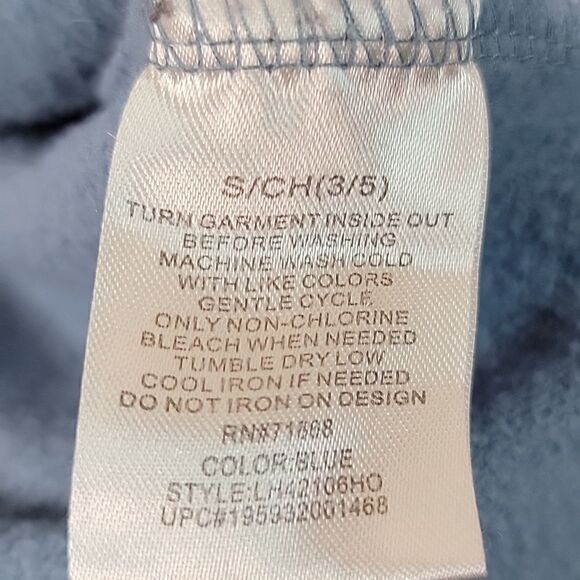 S/CH(3/5)
TURN GARMENT INSIDE OUT
BEFORE WASHING
MACHINE WASH COLD
WITH LIKE COLORS
GENTLE CYCLE
ONLY NON-CHLORINE
BLEACH WHEN NEEDED
TUMBLE DRY LOW
COOL IRON IF NEEDED
DO NOT IRON ON DESIGN
RN#71668
COLOR:BLUE
STYLE:LH42106HO
UPC#195932001468